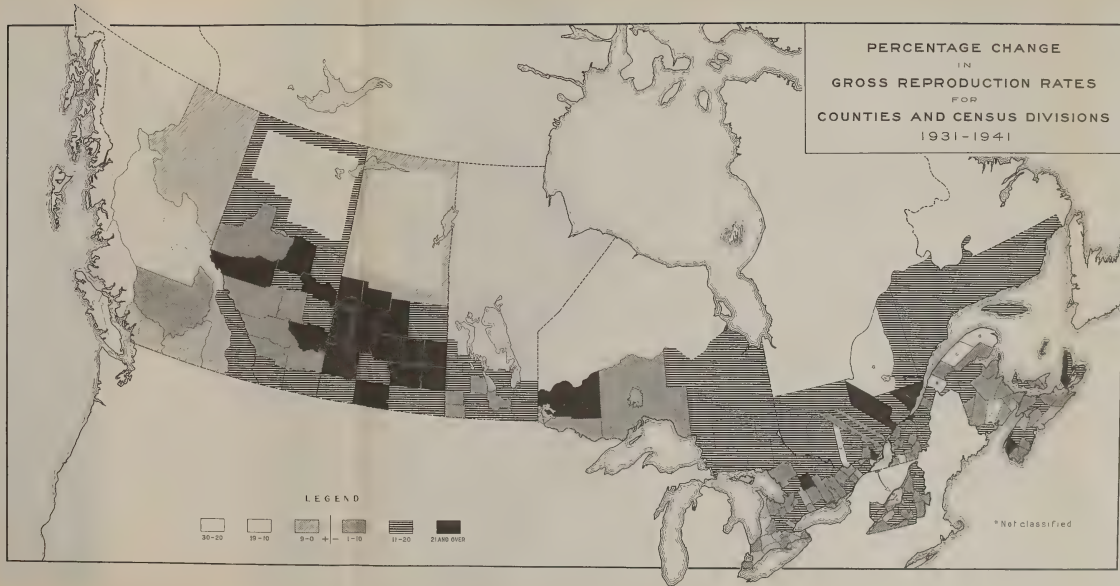 PERCENTAGE CHANGE
IN
GROSS REPRODUCTION RATES
FOR
COUNTIES AND CENSUS DIVISIONS
1931-1941
LEGEND
30-20 19-10 9-0 + - 1-10 11-20 21 AND OVER
* Not classified